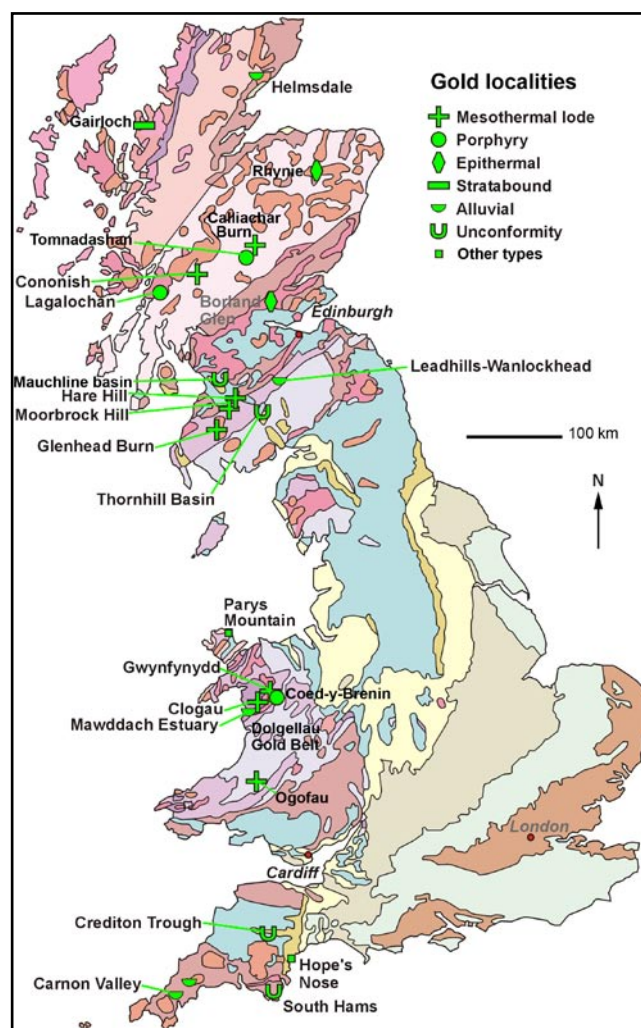 Helmsdale
Gairloch
Rhynie
Calliachar
Burn
Tomnadashan
Cononish
Lagalochan
Borland
Glen
Edinburgh
Mauchline basin
Hare Hill
Moorbrock Hill
Glenhead Burn
Leadhills-Wanlockhead
Thornhill Basin
Gold localities
Mesothermal lode
Porphyry
Epithermal
Stratabound
Alluvial
Unconformity
Other types
100 km
N
Parys
Mountain
Gwynfynydd
Coed-y-Brenin
Clogau
Mawddach Estuary
Dolgellau
Gold Belt
Ogofau
London
Cardiff
Crediton Trough
Hope's
Nose
Carnon Valley
South Hams